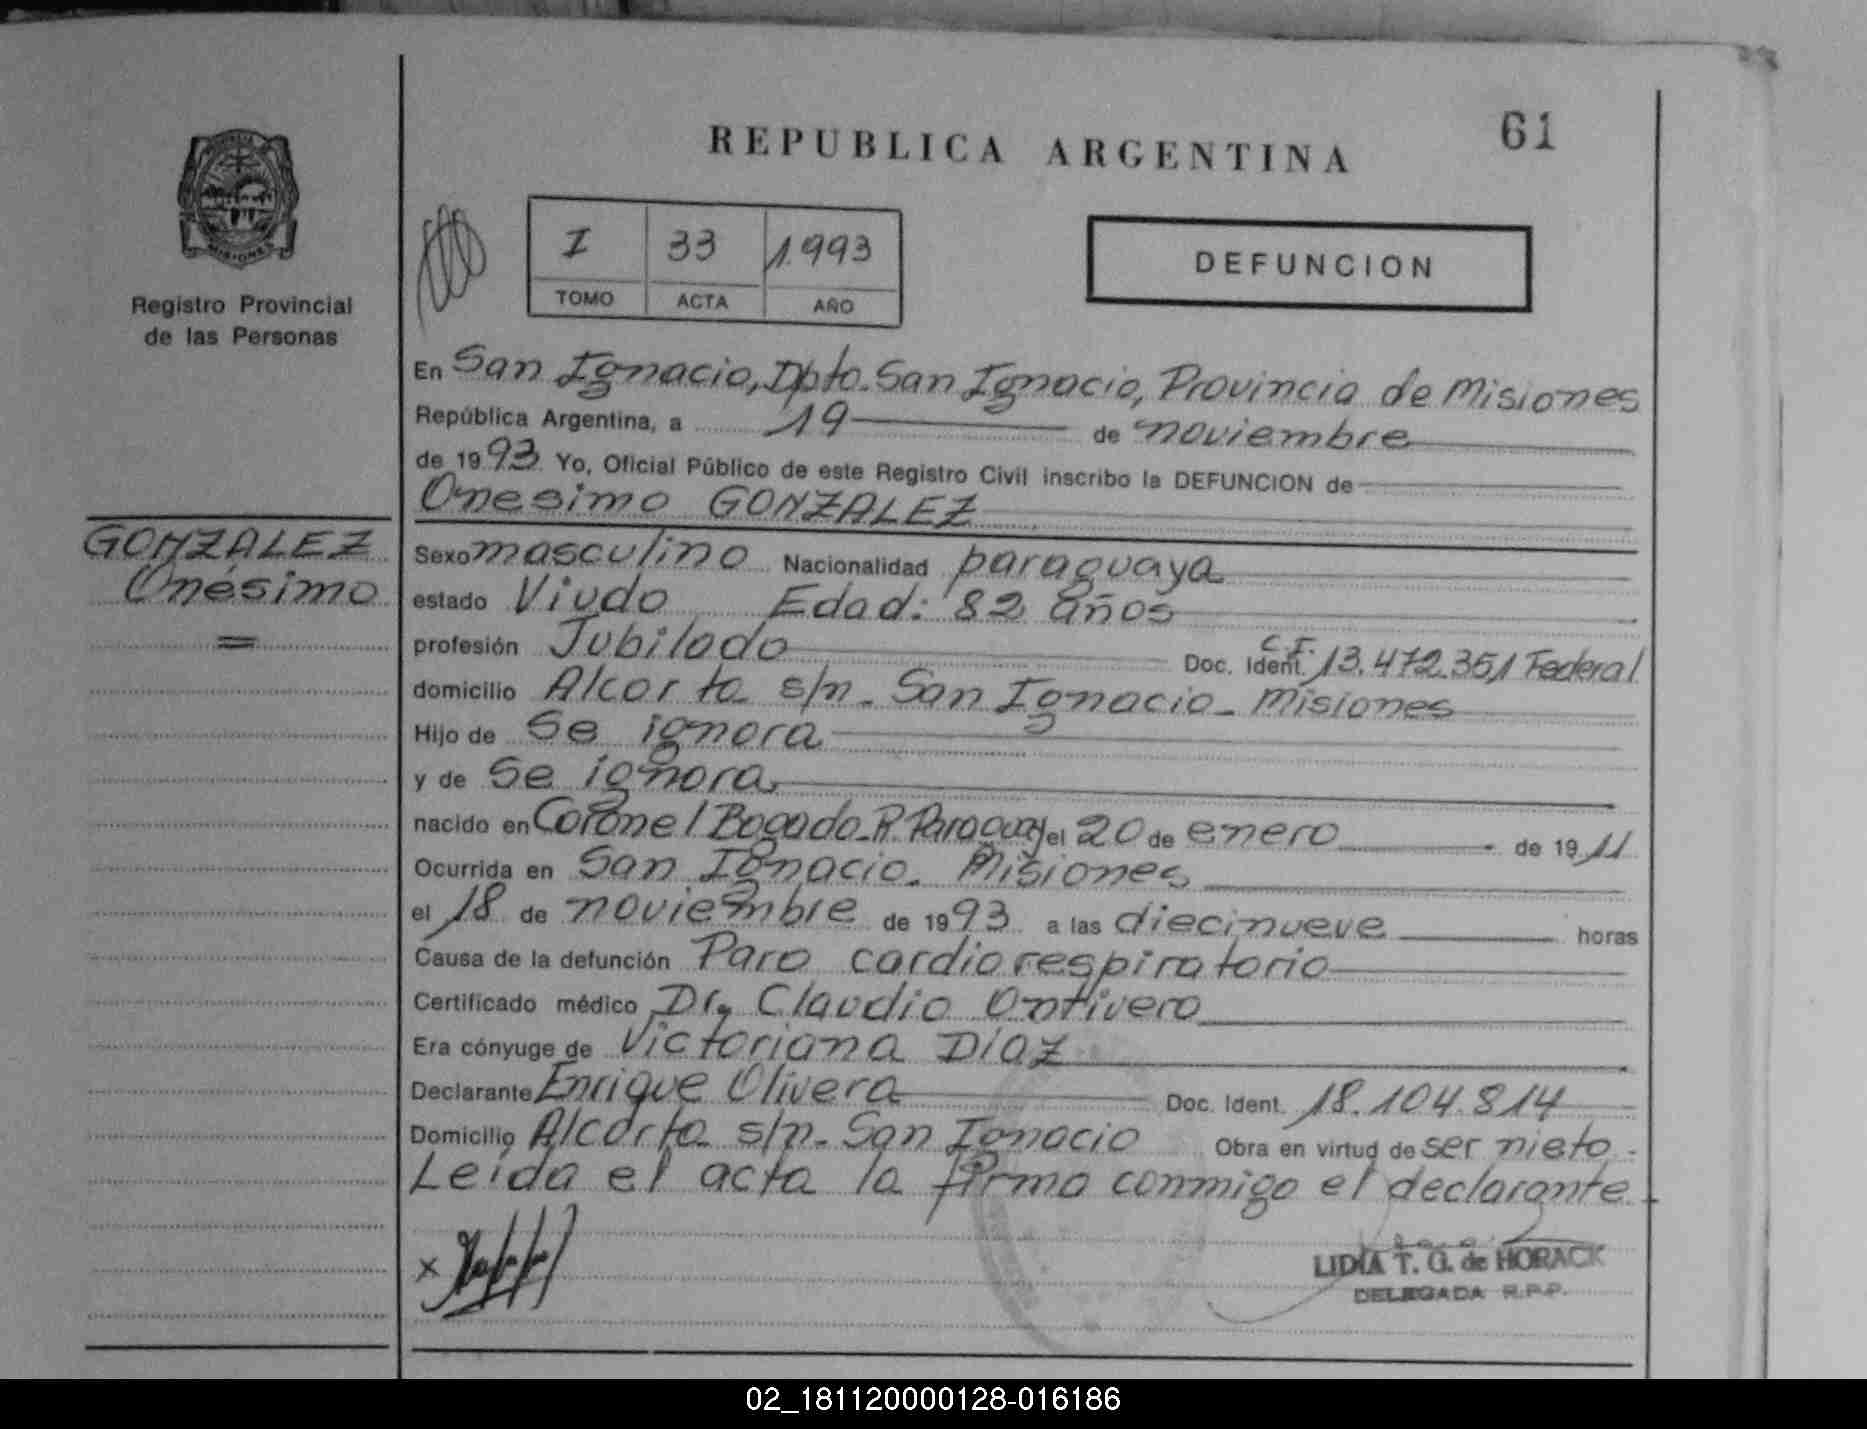 REPUBLICA ARGENTINA
61
MISIONES
Registro Provincial
de las Personas
I 33 1.993
TOMO ACTA AÑO
DEFUNCION
En San Ignacio, Dpto. San Ignacio, Provincia de Misiones
República Argentina, a 19 de noviembre
de 1993. Yo, Oficial Público de este Registro Civil inscribo la DEFUNCION de
Onesimo GONZALEZ
GONZALEZ
Onésimo
Sexo masculino Nacionalidad paraguaya
estado Viudo Edad: 82 años
profesión Jubilado Doc. Ident. C.F. 13.472.351 Federal
domicilio Alcorta s/n. San Ignacio - Misiones
Hijo de Se ignora
y de Se ignora
nacido en Coronel Bogado-R. Paraguay el 20 de enero de 1911
Ocurrida en San Ignacio. Misiones
el 18 de noviembre de 1993 a las diecinueve horas
Causa de la defunción Paro cardiorespiratorio
Certificado médico Dr. Claudio Ontivero
Era cónyuge de Victoriana Díaz
Declarante Enrique Olivera Doc. Ident. 18.104.814
Domicilio Alcorta s/n. San Ignacio Obra en virtud de ser nieto.
Leída el acta la firma conmigo el declarante.
x
LIDIA T. G. de HORACK
DELEGADA R.P.P.
02_181120000128-016186